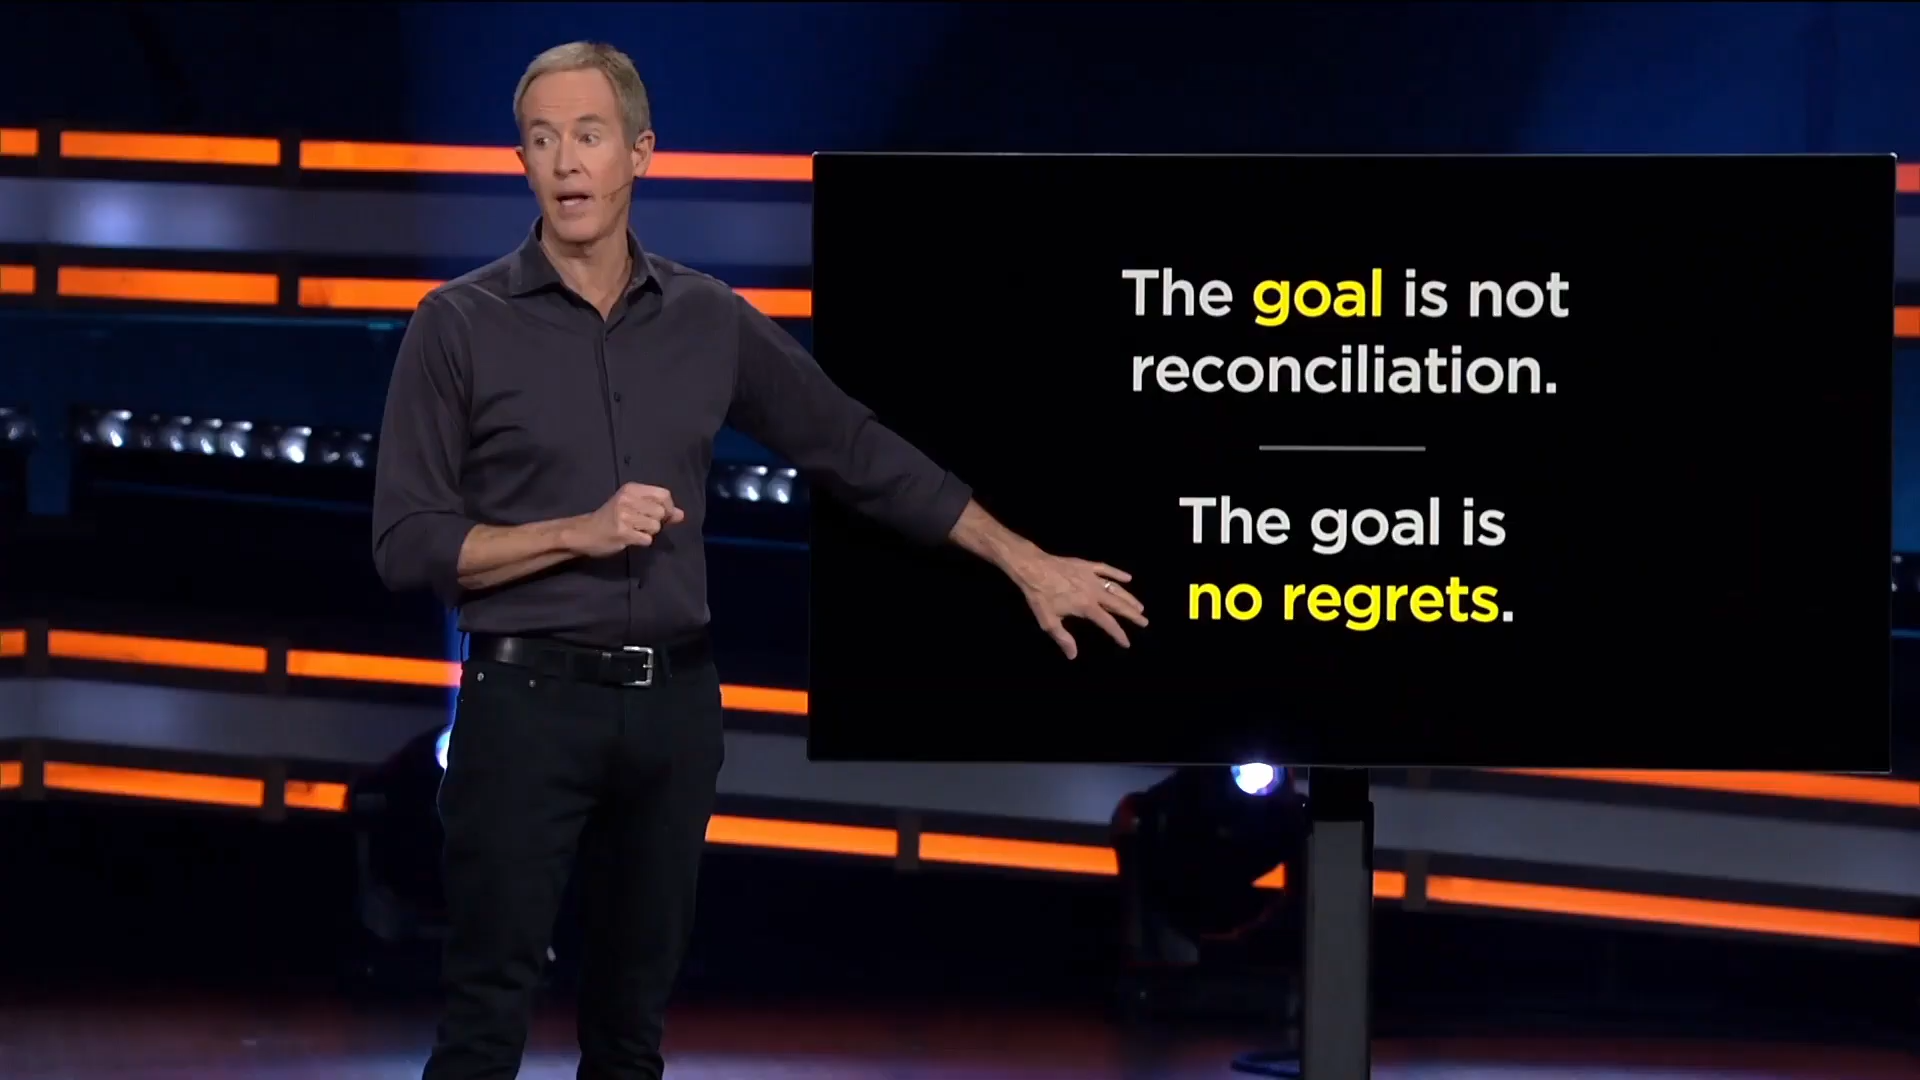 The goal is not
reconciliation.
The goal is
no regrets.